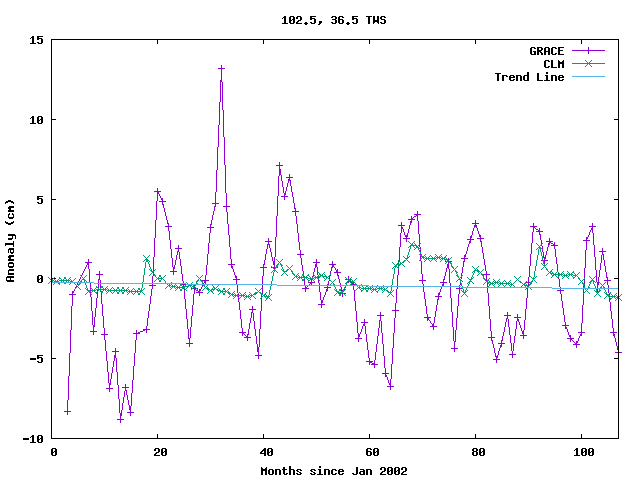 102.5, 36.5 TWS
GRACE
CLM
Trend Line
15
10
5
0
-5
-10
Anomaly (cm)
0 20 40 60 80 100
Months since Jan 2002